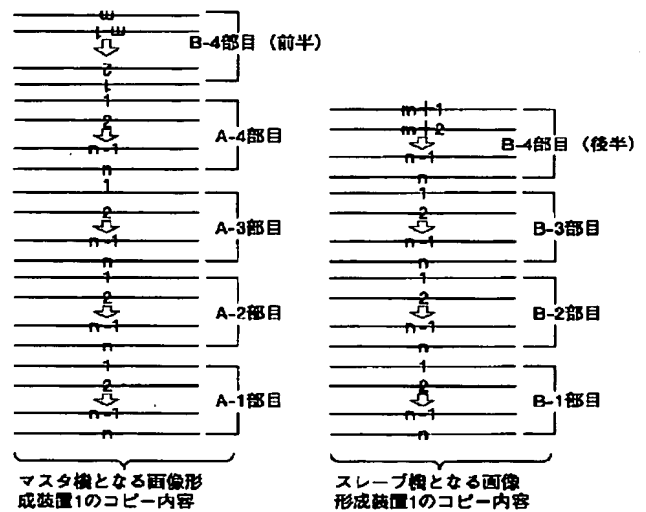 m
m-1
2
1
B-4部目 (前半)
1
2
n-1
n
A-4部目
1
2
n-1
n
A-3部目
1
2
n-1
n
A-2部目
1
2
n-1
n
A-1部目
マスタ機となる画像形
成装置1のコピー内容
m+1
m+2
n-1
n
B-4部目 (後半)
1
2
n-1
n
B-3部目
1
2
n-1
n
B-2部目
1
2
n-1
n
B-1部目
スレーブ機となる画像
形成装置1のコピー内容